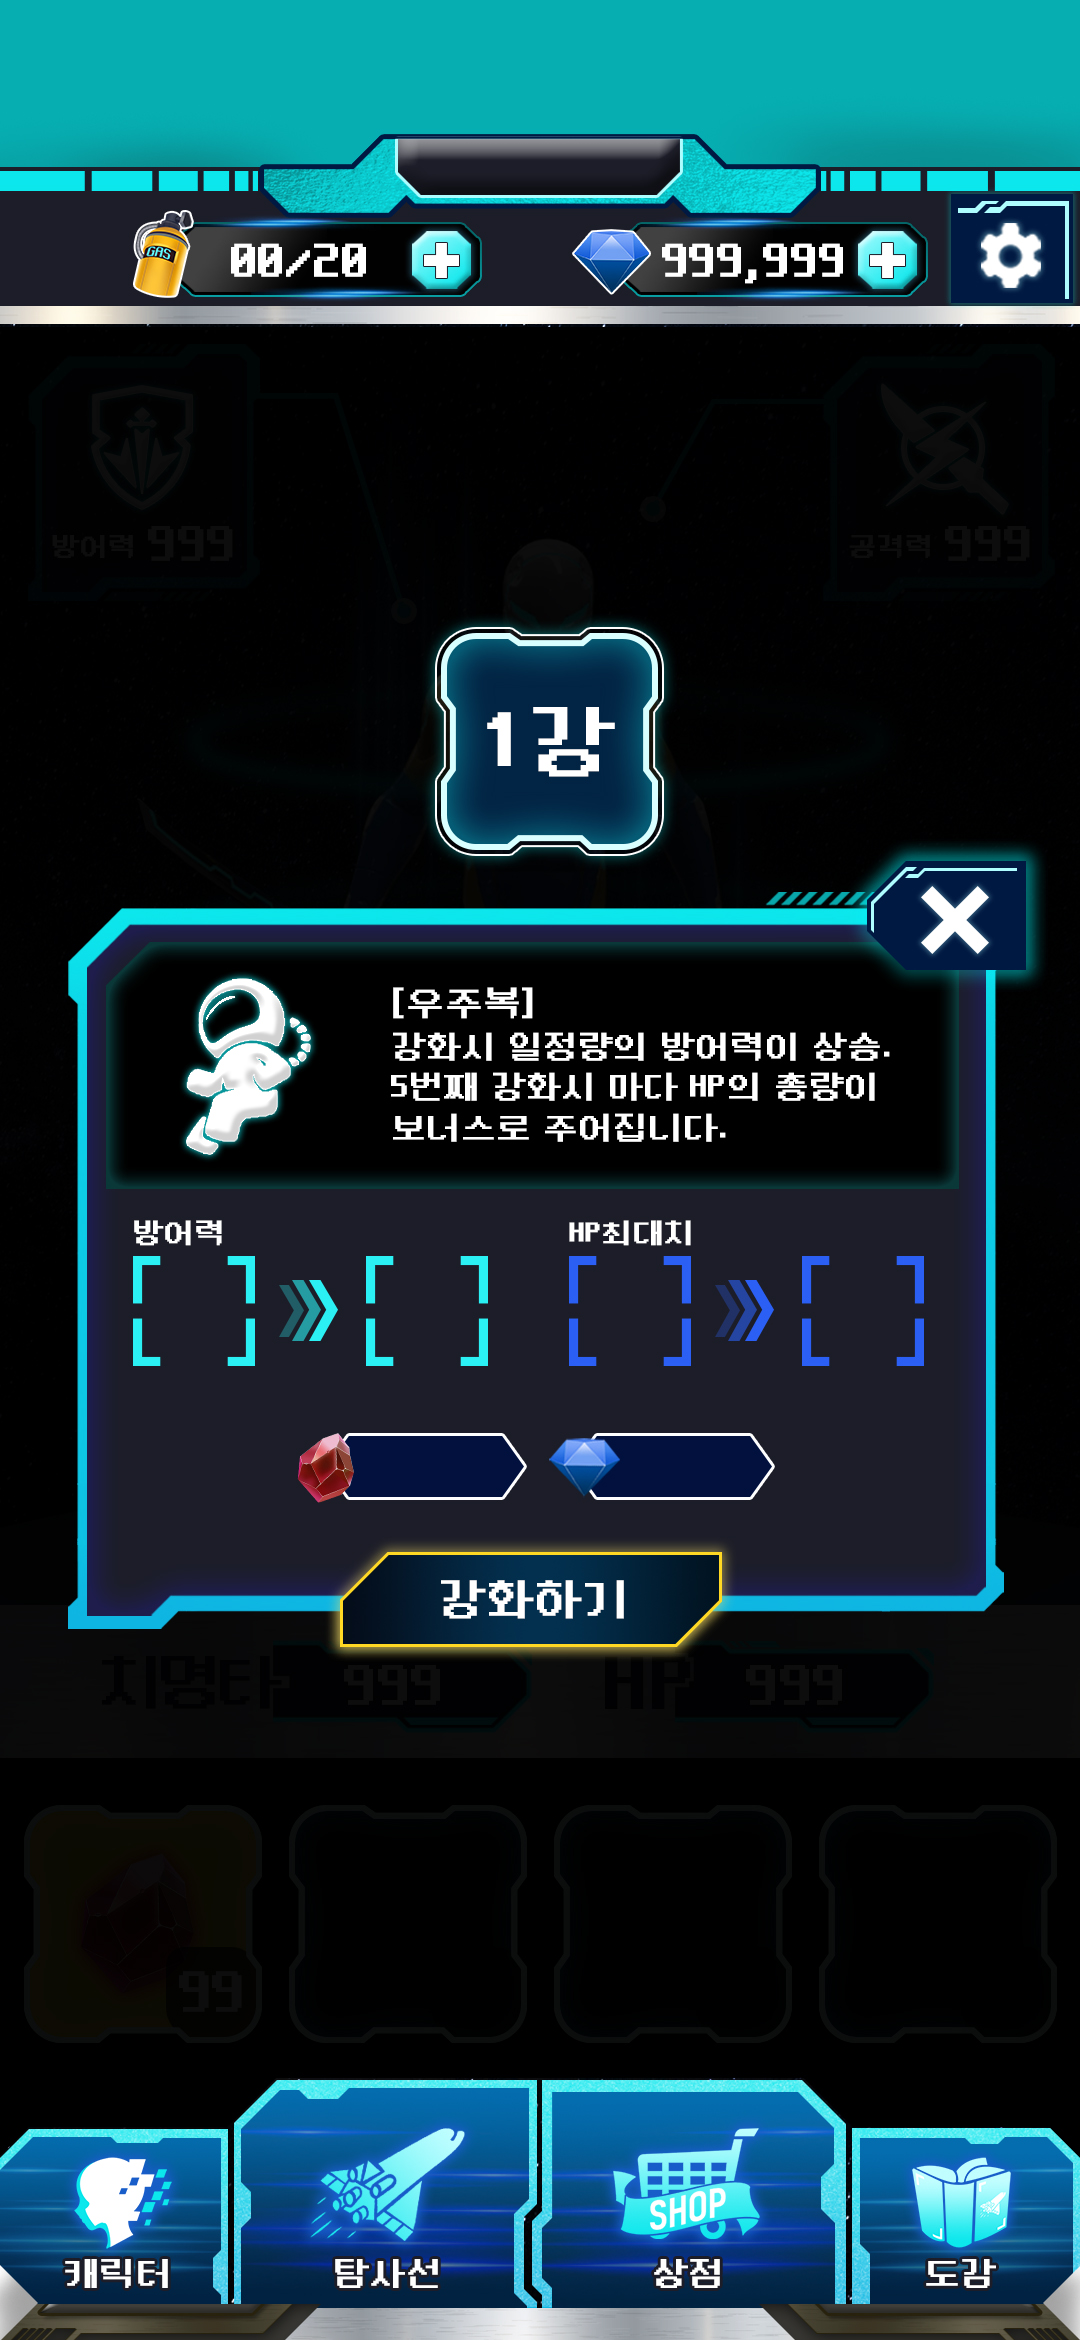 GAS
00/20
999,999
방어력 999
공격력 999
1강
[우주복]
강화시 일정량의 방어력이 상승.
5번째 강화시 마다 HP의 총량이
보너스로 주어집니다.
방어력
HP최대치
강화하기
치명타 999
HP 999
99
캐릭터
탐사선
SHOP
상점
도감